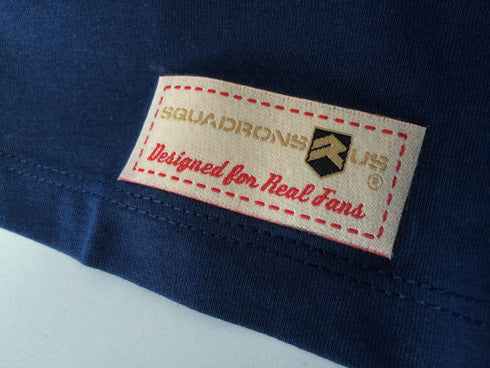 SQUADRONS R US ®
Designed for Real Fans